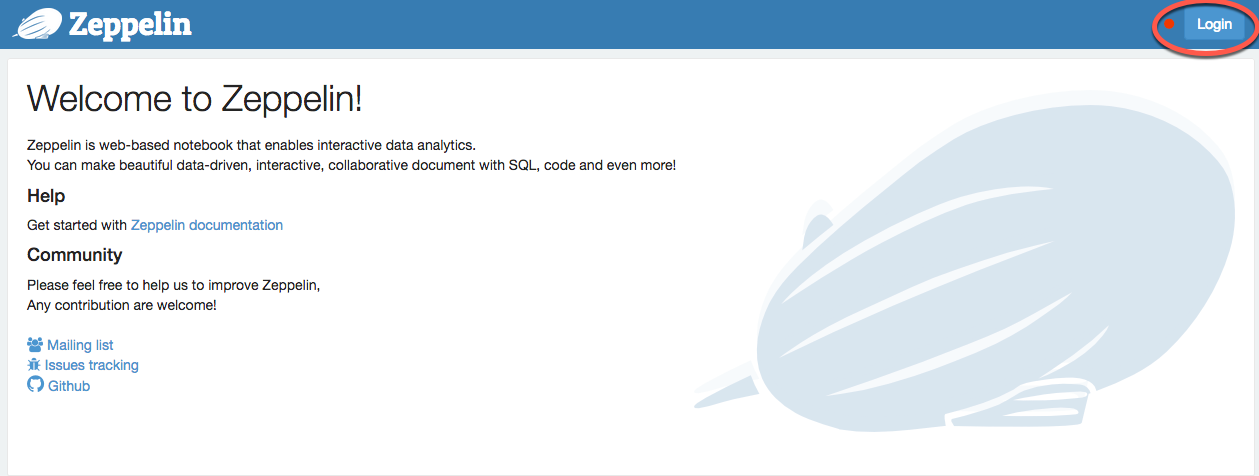 Zeppelin
Login
Welcome to Zeppelin!
Zeppelin is web-based notebook that enables interactive data analytics.
You can make beautiful data-driven, interactive, collaborative document with SQL, code and even more!
Help
Get started with Zeppelin documentation
Community
Please feel free to help us to improve Zeppelin,
Any contribution are welcome!
Mailing list
Issues tracking
Github